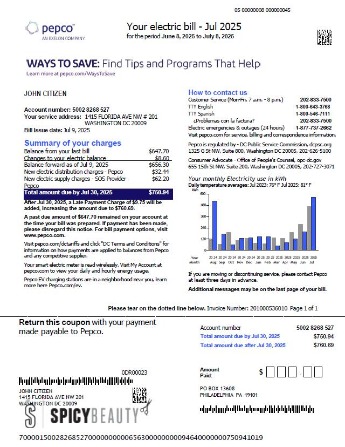 05 00000008 00000000045
pepco
AN EXELON COMPANY
Your electric bill - Jul 2025
for the period June 8, 2026 to July 8, 2026
WAYS TO SAVE: Find Tips and Programs That Help
Learn more at pepco.com/WaysToSave
JOHN CITIZEN
Account number: 5002 8268 527
Your service address: 1415 FLORIDA AVE NW # 201
WASHINGTON DC 20009
Bill Issue date: Jul 9, 2025
Summary of your charges
Balance from your last bill $647.70
Changes to your electric balance $8.60
Balance forward as of Jul 9, 2025 $656.30
New electric distribution charges - Pepco $32.44
New electric supply charges - SOS Provider $62.20
Pepco
Total amount due by Jul 30, 2025 $760.94
After Jul 30, 2025, a Late Payment Charge of $9.75 will be
added, increasing the amount due to $760.69.
A past due amount of $647.70 remained on your account at
the time your bill was prepared. If payment has been made,
please disregard this notice. For bill payment options, visit
www.pepco.com.
Visit pepco.com/detailbill and click "DC Terms and Conditions" for
information on how payments are applied to balances from Pepco
and any competitive supplier.
Your smart electric meter is read wirelessly. Visit My Account at
pepco.com to view your daily and hourly energy usage.
Pepco EV charging stations are in a neighborhood near you, learn
more here Pepco.com/ev.
How to contact us
Customer Service (Mon-Fri 7 am. - 8 pm.) 202-833-7500
TTY English 1-800-643-3768
TTY Spanish 1-800-546-7111
¿Problemas con la factura? 202-833-7500
Electric emergencies & outages (24 hours) 1-877-737-2662
Visit pepco.com for service, billing and correspondence information.
Pepco is regulated by: DC Public Service Commission, dcpsc.org
1325 G St NW, Suite 800, Washington DC 20005, 202-626-5100
Consumer Advocate - Office of People's Counsel, opc-dc.gov
655 15th St NW, Suite 200, Washington DC 20005, 202-727-3071
Your monthly Electricity use in kWh
Daily temperature averages: Jul 2025: 79° F Jul 2025: 81° F
If you are moving or discontinuing service, please contact Pepco
at least three days in advance.
Additional messages may be on the last page of your bill.
Please tear on the dotted line below. Invoice Number: 201000536010 Page 1 of 1
Return this coupon with your payment
made payable to Pepco.
Account number 5002 8268 527
Total amount due by Jul 30, 2025 $760.94
Total amount due after Jul 30, 2025 $760.69
Amount
Paid
$
00R00023
JOHN CITIZEN
1415 FLORIDA AVE NW #201
WASHINGTON DC 20009
PO BOX 13608
PHILADELPHIA PA 19101
SPICYBEAUTY